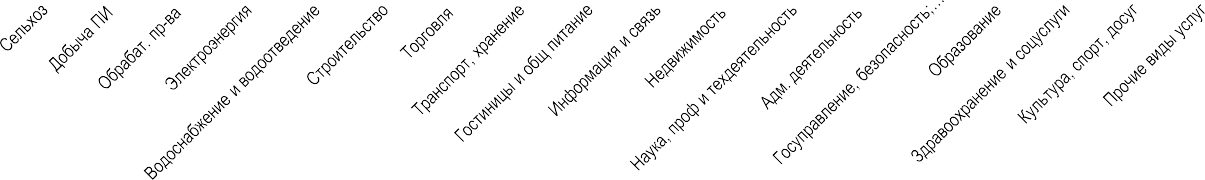 Сельхоз
Добыча ПИ
Обрабат. пр-ва
Электроэнергия
Водоснабжение и водоотведение
Строительство
Торговля
Транспорт, хранение
Гостиницы и общ питание
Информация и связь
Недвижимость
Наука, проф и техдеятельность
Адм. деятельность
Госуправление, безопасность,…
Образование
Здравоохранение и соцуслуги
Культура, спорт, досуг
Прочие виды услуг